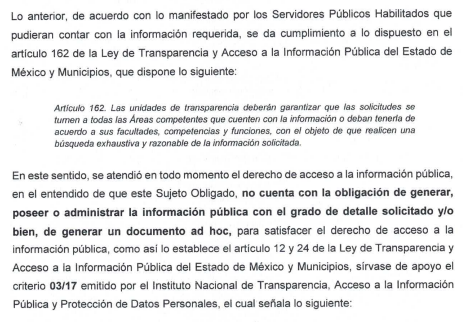 Lo anterior, de acuerdo con lo manifestado por los Servidores Públicos Habilitados que
pudieran contar con la información requerida, se da cumplimiento a lo dispuesto en el
artículo 162 de la Ley de Transparencia y Acceso a la Información Pública del Estado de
México y Municipios, que dispone lo siguiente:
Artículo 162. Las unidades de transparencia deberán garantizar que las solicitudes se
turnen a todas las Áreas competentes que cuenten con la información o deban tenerla de
acuerdo a sus facultades, competencias y funciones, con el objeto de que realicen una
búsqueda exhaustiva y razonable de la información solicitada.
En este sentido, se atendió en todo momento el derecho de acceso a la información pública,
en el entendido de que este Sujeto Obligado, no cuenta con la obligación de generar,
poseer o administrar la información pública con el grado de detalle solicitado y/o
bien, de generar un documento ad hoc, para satisfacer el derecho de acceso a la
información pública, como así lo establece el artículo 12 y 24 de la Ley de Transparencia y
Acceso a la Información Pública del Estado de México y Municipios, sírvase de apoyo el
criterio 03/17 emitido por el Instituto Nacional de Transparencia, Acceso a la Información
Pública y Protección de Datos Personales, el cual señala lo siguiente: